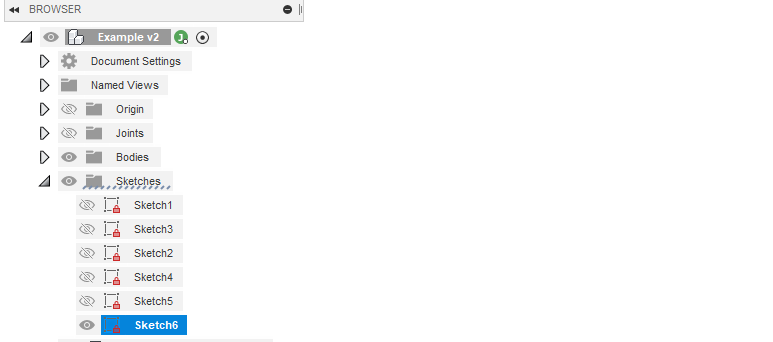 BROWSER
Example v2
Document Settings
Named Views
Origin
Joints
Bodies
Sketches
Sketch1
Sketch3
Sketch2
Sketch4
Sketch5
Sketch6